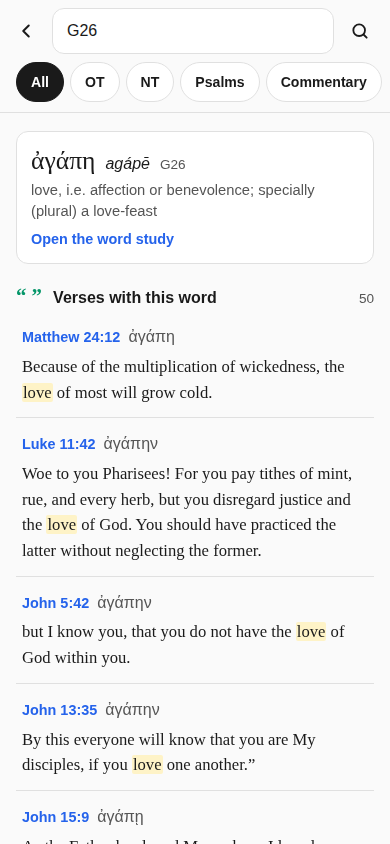 G26
All OT NT Psalms Commentary
ἀγάπη agápē G26
love, i.e. affection or benevolence; specially
(plural) a love-feast
Open the word study
“ ” Verses with this word 50
Matthew 24:12 ἀγάπη
Because of the multiplication of wickedness, the
love of most will grow cold.
Luke 11:42 ἀγάπην
Woe to you Pharisees! For you pay tithes of mint,
rue, and every herb, but you disregard justice and
the love of God. You should have practiced the
latter without neglecting the former.
John 5:42 ἀγάπην
but I know you, that you do not have the love of
God within you.
John 13:35 ἀγάπην
By this everyone will know that you are My
disciples, if you love one another.”
John 15:9 ἀγάπῃ